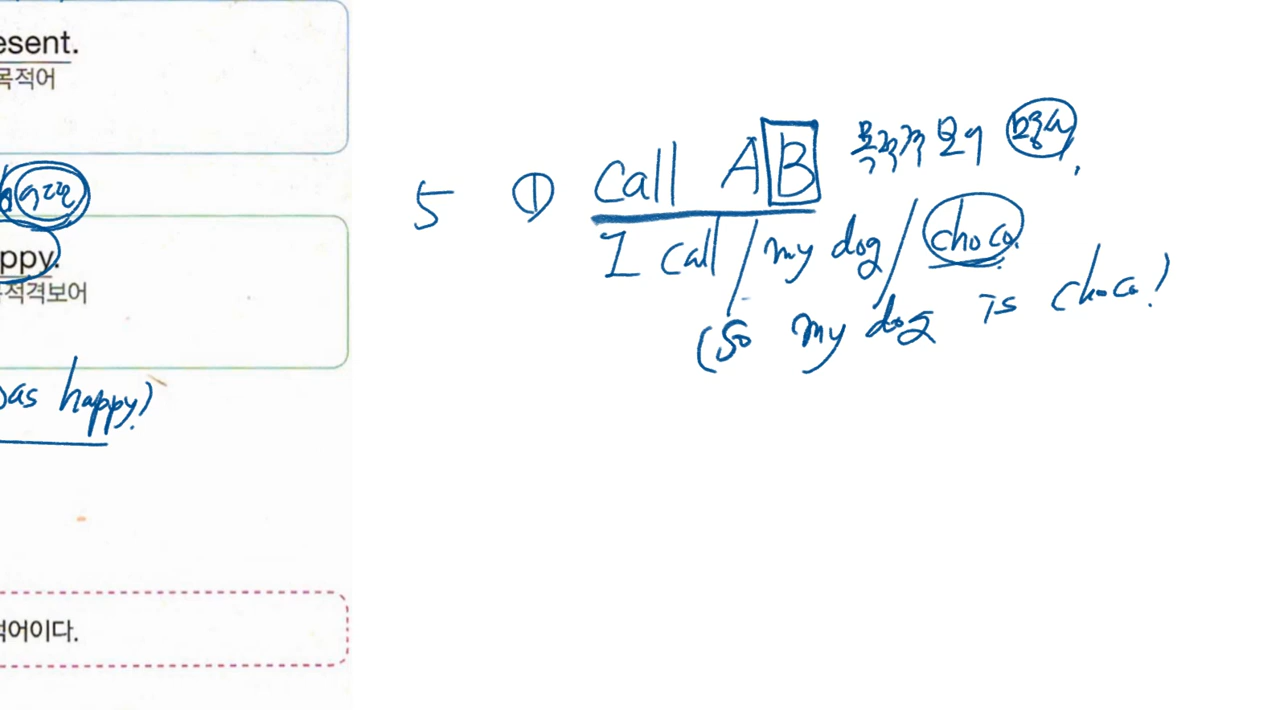 esent.
목적어
ppy.
적격보어
as happy)
어이다.
5 ① call A B 목적격 보어 명사,
I call / my dog / choco.
(So my dog is choco!